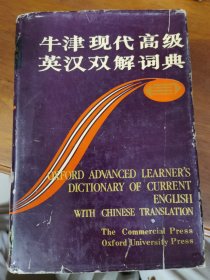 牛津现代高级
英汉双解词典
OXFORD ADVANCED LEARNER'S
DICTIONARY OF CURRENT
ENGLISH
WITH CHINESE TRANSLATION
The Commercial Press
Oxford University Press